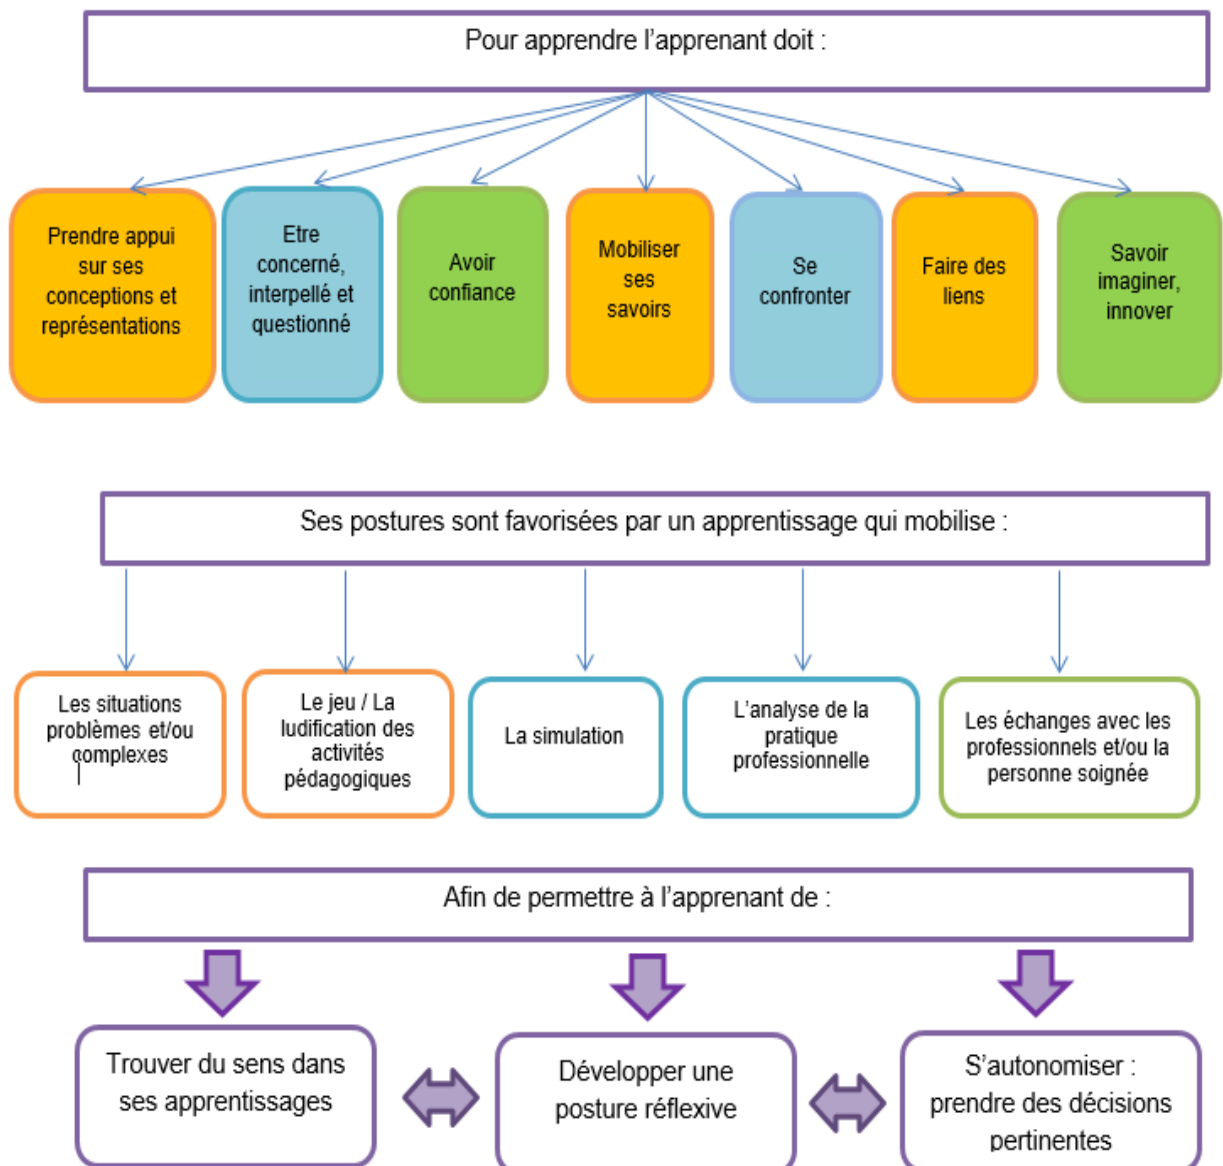 Pour apprendre l’apprenant doit :
Prendre appui
sur ses
conceptions et
représentations
Etre
concerné,
interpellé et
questionné
Avoir
confiance
Mobiliser
ses
savoirs
Se
confronter
Faire des
liens
Savoir
imaginer,
innover
Ses postures sont favorisées par un apprentissage qui mobilise :
Les situations
problèmes et/ou
complexes
Le jeu / La
ludification des
activités
pédagogiques
La simulation
L’analyse de la
pratique
professionnelle
Les échanges avec les
professionnels et/ou la
personne soignée
Afin de permettre à l’apprenant de :
Trouver du sens dans
ses apprentissages
Développer une
posture réflexive
S’autonomiser :
prendre des décisions
pertinentes